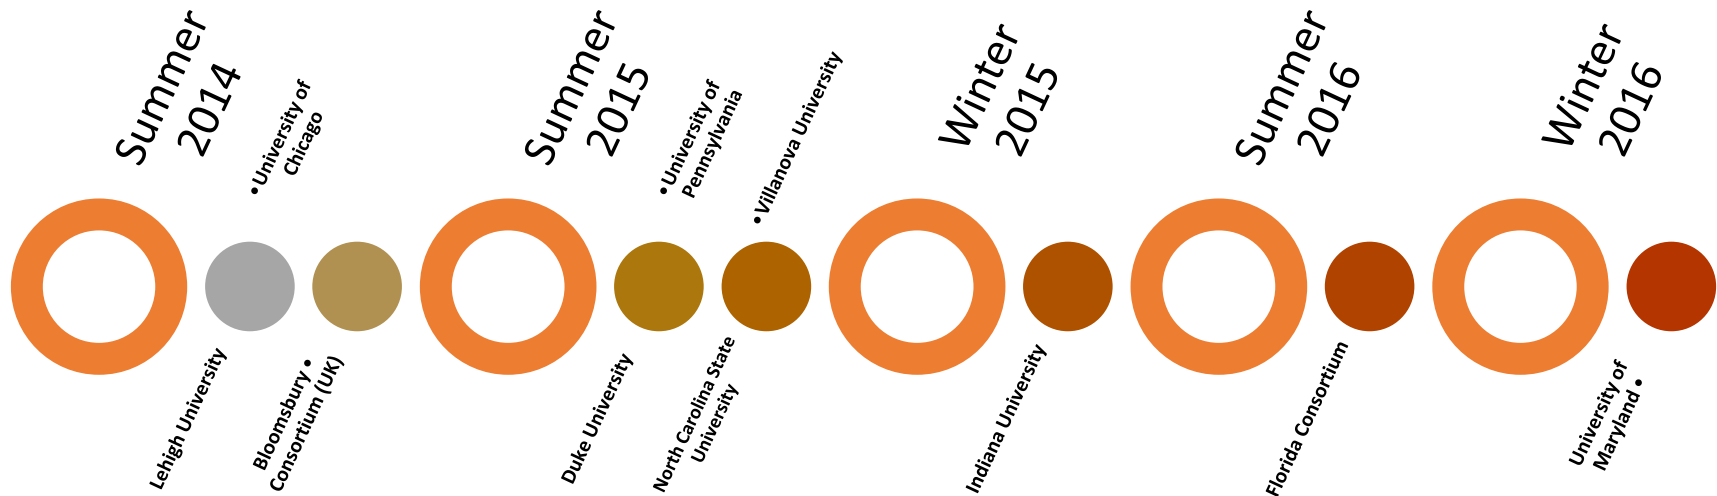 Summer
2014
•University of
Chicago
Lehigh University
Bloomsbury •
Consortium (UK)
Summer
2015
•University of
Pennsylvania
•Villanova University
Duke University
North Carolina State
University
Winter
2015
Indiana University
Summer
2016
Florida Consortium
Winter
2016
University of
Maryland •